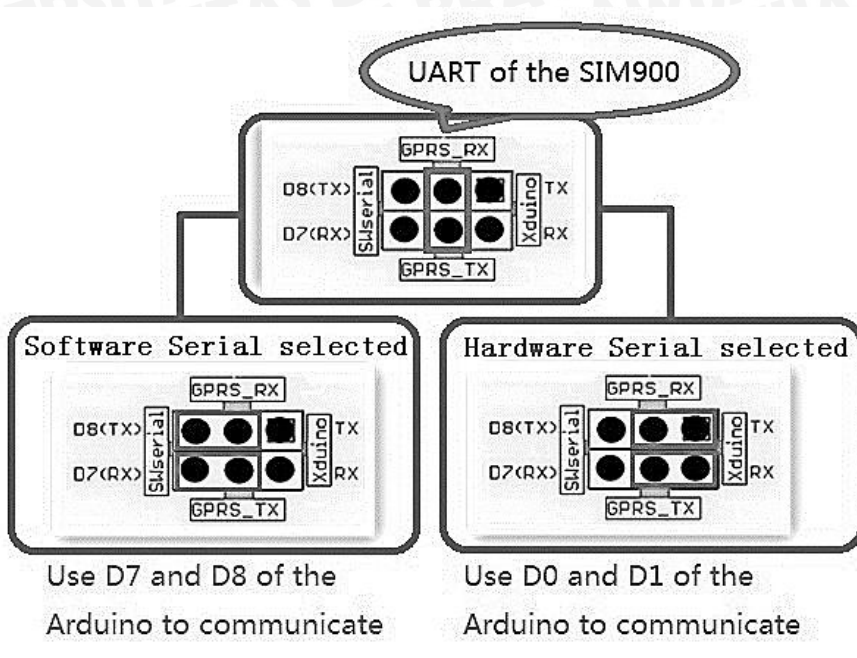 UART of the SIM900
GPRS_RX
D8(TX)
SWserial
Xduino
TX
D7(RX)
RX
GPRS_TX
Software Serial selected
GPRS_RX
D8(TX)
SWserial
Xduino
TX
D7(RX)
RX
GPRS_TX
Use D7 and D8 of the
Arduino to communicate
Hardware Serial selected
GPRS_RX
D8(TX)
SWserial
Xduino
TX
D7(RX)
RX
GPRS_TX
Use D0 and D1 of the
Arduino to communicate